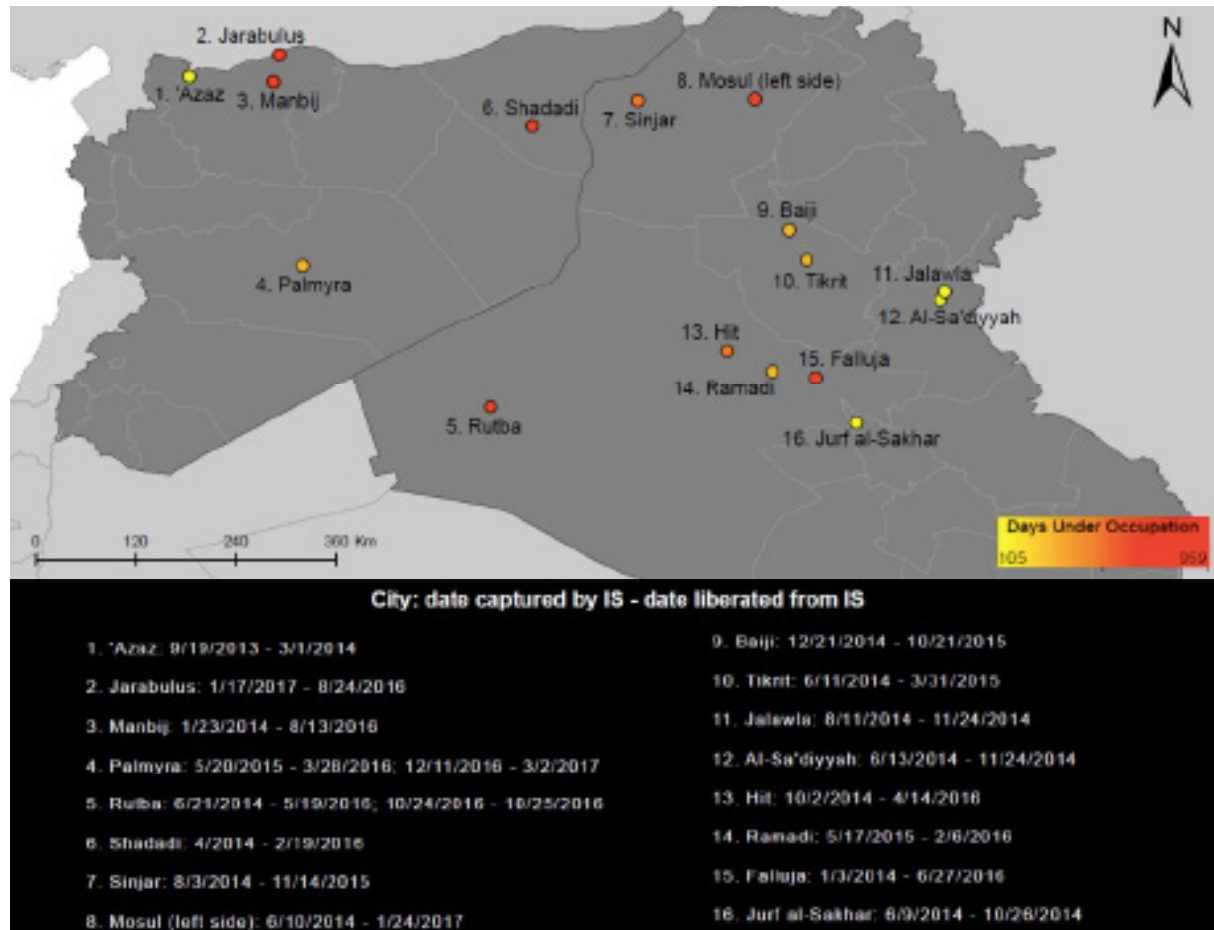 N
2. Jarabulus
1. 'Azaz
3. Manbij
6. Shadadi
7. Sinjar
8. Mosul (left side)
9. Baiji
10. Tikrit
4. Palmyra
11. Jalawla
12. Al-Sa'diyyah
13. Hit
14. Ramadi
15. Falluja
5. Rutba
16. Jurf al-Sakhar
0 120 240 360 Km
Days Under Occupation
105 959
City: date captured by IS - date liberated from IS
1. 'Azaz: 9/19/2013 - 3/1/2014
2. Jarabulus: 1/17/2017 - 8/24/2016
3. Manbij: 1/23/2014 - 8/13/2016
4. Palmyra: 5/20/2015 - 3/28/2016; 12/11/2016 - 3/2/2017
5. Rutba: 6/21/2014 - 5/19/2016; 10/24/2016 - 10/25/2016
6. Shadadi: 4/2014 - 2/19/2016
7. Sinjar: 8/3/2014 - 11/14/2015
8. Mosul (left side): 6/10/2014 - 1/24/2017
9. Baiji: 12/21/2014 - 10/21/2015
10. Tikrit: 6/11/2014 - 3/31/2015
11. Jalawla: 8/11/2014 - 11/24/2014
12. Al-Sa'diyyah: 6/13/2014 - 11/24/2014
13. Hit: 10/2/2014 - 4/14/2016
14. Ramadi: 5/17/2015 - 2/6/2016
15. Falluja: 1/3/2014 - 6/27/2016
16. Jurf al-Sakhar: 6/9/2014 - 10/26/2014